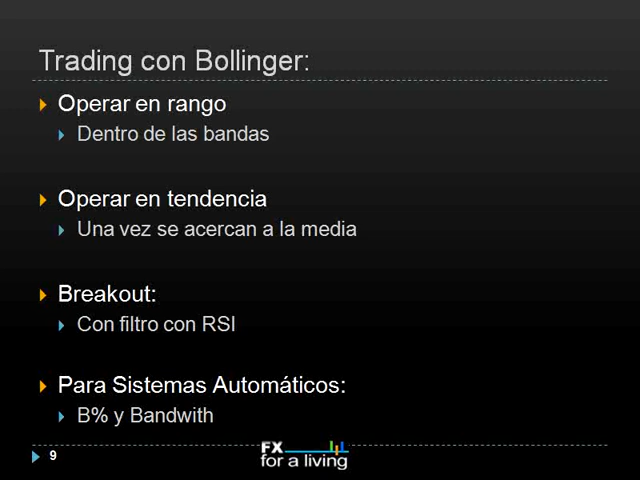 Trading con Bollinger:
Operar en rango
Dentro de las bandas
Operar en tendencia
Una vez se acercan a la media
Breakout:
Con filtro con RSI
Para Sistemas Automáticos:
B% y Bandwith
9
FX
for a living